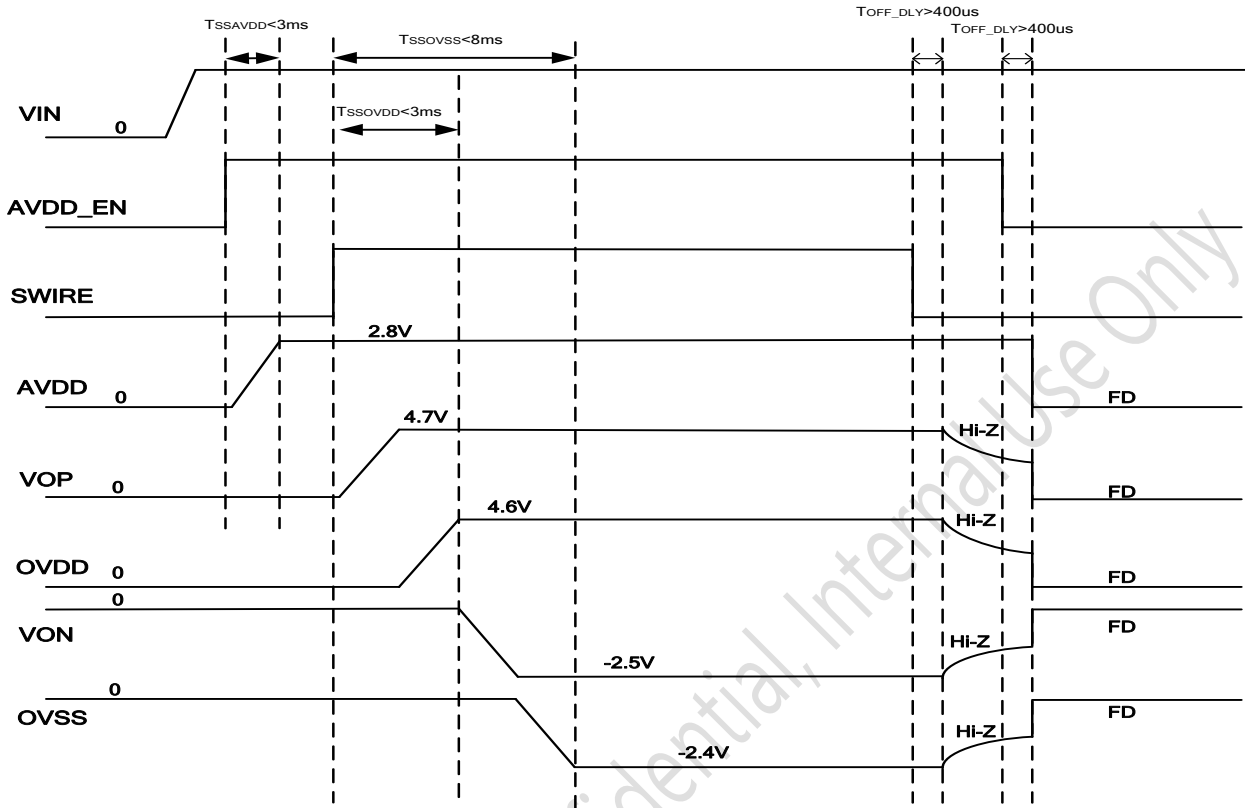 TSSAVDD<3ms
TSSOVSS<8ms
TOFF_DLY>400us
TOFF_DLY>400us
TSSOVDD<3ms
VIN 0
AVDD_EN
SWIRE
2.8V
AVDD 0 FD
4.7V Hi-Z
VOP 0 FD
4.6V Hi-Z
OVDD 0 FD
0
VON FD
-2.5V Hi-Z
0
OVSS FD
-2.4V Hi-Z
fidential, Internal Use Only